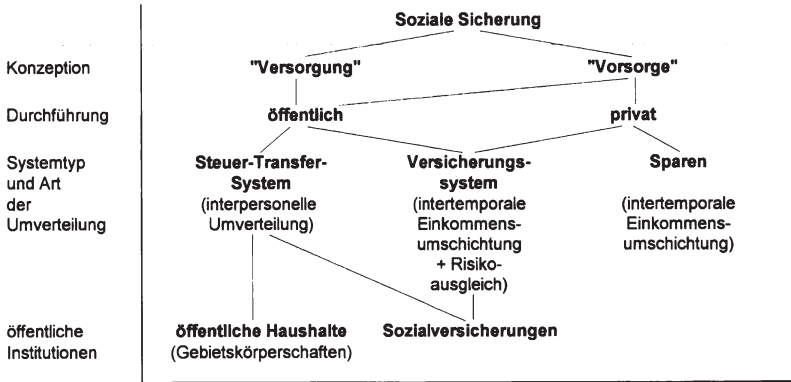 Soziale Sicherung
Konzeption "Versorgung" "Vorsorge"
Durchführung öffentlich privat
Systemtyp Steuer-Transfer- Versicherungs- Sparen
und Art System system
der (interpersonelle (intertemporale (intertemporale
Umverteilung Umverteilung) Einkommens- Einkommens-
umschichtung umschichtung)
+ Risiko-
ausgleich)
öffentliche öffentliche Haushalte Sozialversicherungen
Institutionen (Gebietskörperschaften)